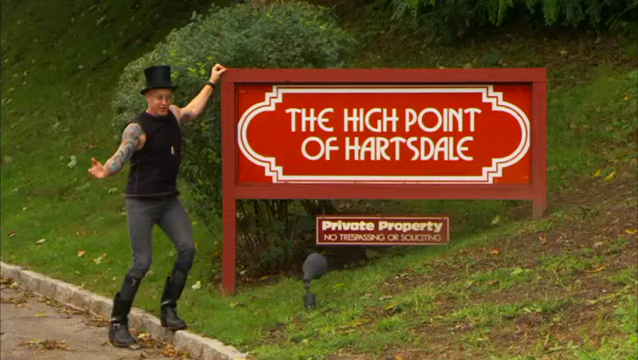 THE HIGH POINT
OF HARTSDALE
Private Property
NO TRESPASSING OR SOLICITING